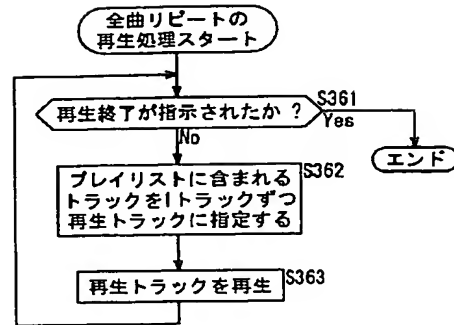 全曲リピートの
再生処理スタート
再生終了が指示されたか ?
S361
Yes
No
エンド
S362
プレイリストに含まれる
トラックを1トラックずつ
再生トラックに指定する
S363
再生トラックを再生